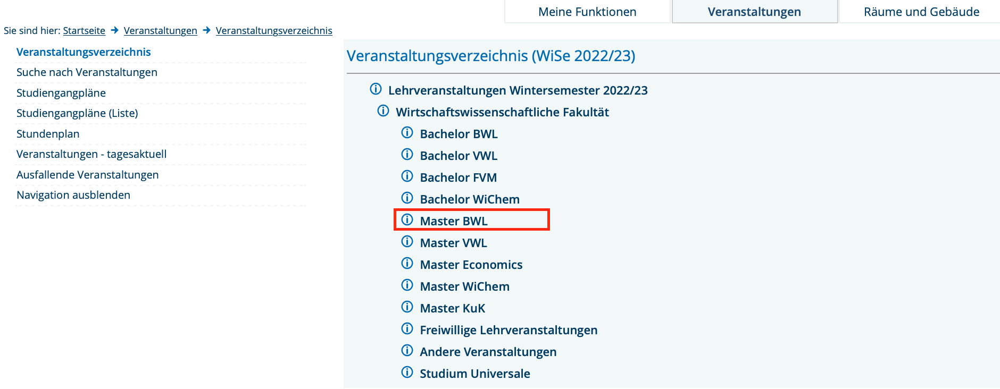 Meine Funktionen
Veranstaltungen
Räume und Gebäude
Sie sind hier: Startseite → Veranstaltungen → Veranstaltungsverzeichnis
Veranstaltungsverzeichnis
Suche nach Veranstaltungen
Studiengangpläne
Studiengangpläne (Liste)
Stundenplan
Veranstaltungen - tagesaktuell
Ausfallende Veranstaltungen
Navigation ausblenden
Veranstaltungsverzeichnis (WiSe 2022/23)
Lehrveranstaltungen Wintersemester 2022/23
Wirtschaftswissenschaftliche Fakultät
Bachelor BWL
Bachelor VWL
Bachelor FVM
Bachelor WiChem
Master BWL
Master VWL
Master Economics
Master WiChem
Master KuK
Freiwillige Lehrveranstaltungen
Andere Veranstaltungen
Studium Universale